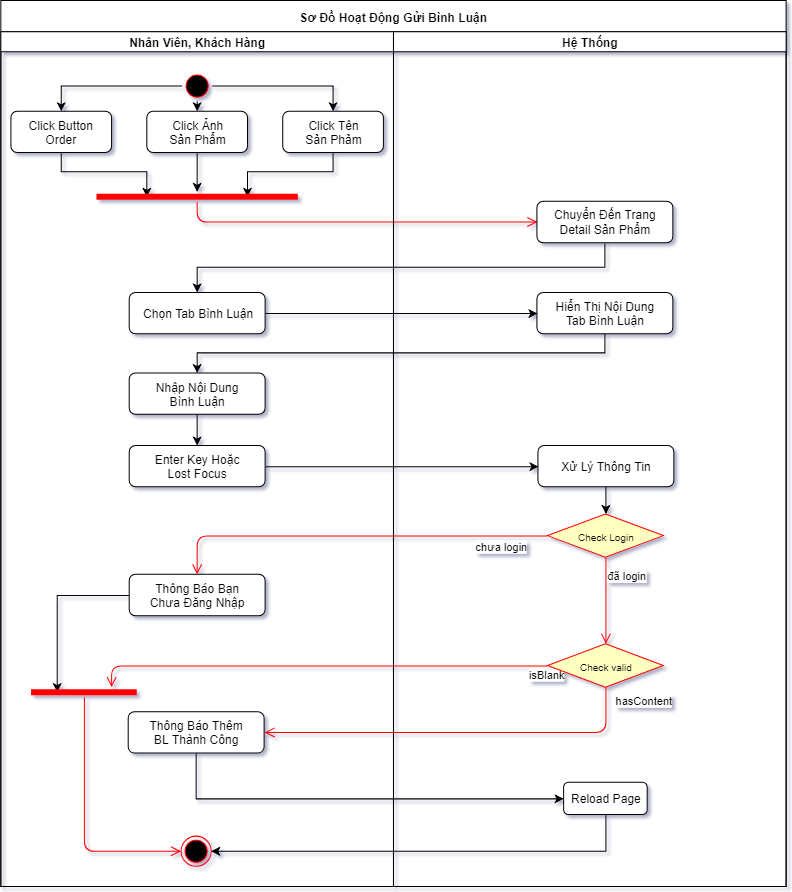 Sơ Đồ Hoạt Động Gửi Bình Luận
Nhân Viên, Khách Hàng
Hệ Thống
Click Button
Order
Click Ảnh
Sản Phẩm
Click Tên
Sản Phẩm
Chuyển Đến Trang
Detail Sản Phẩm
Chọn Tab Bình Luận
Hiển Thị Nội Dung
Tab Bình Luận
Nhập Nội Dung
Bình Luận
Enter Key Hoặc
Lost Focus
Xử Lý Thông Tin
Check Login
chưa login
đã login
Thông Báo Bạn
Chưa Đăng Nhập
Check valid
isBlank
hasContent
Thông Báo Thêm
BL Thành Công
Reload Page